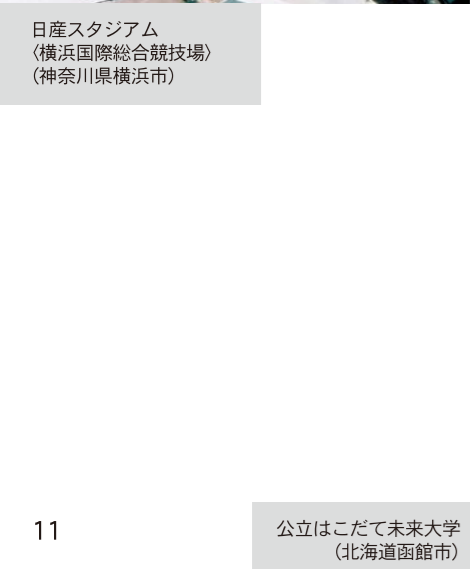 日産スタジアム
〈横浜国際総合競技場〉
(神奈川県横浜市)
11
公立はこだて未来大学
(北海道函館市)